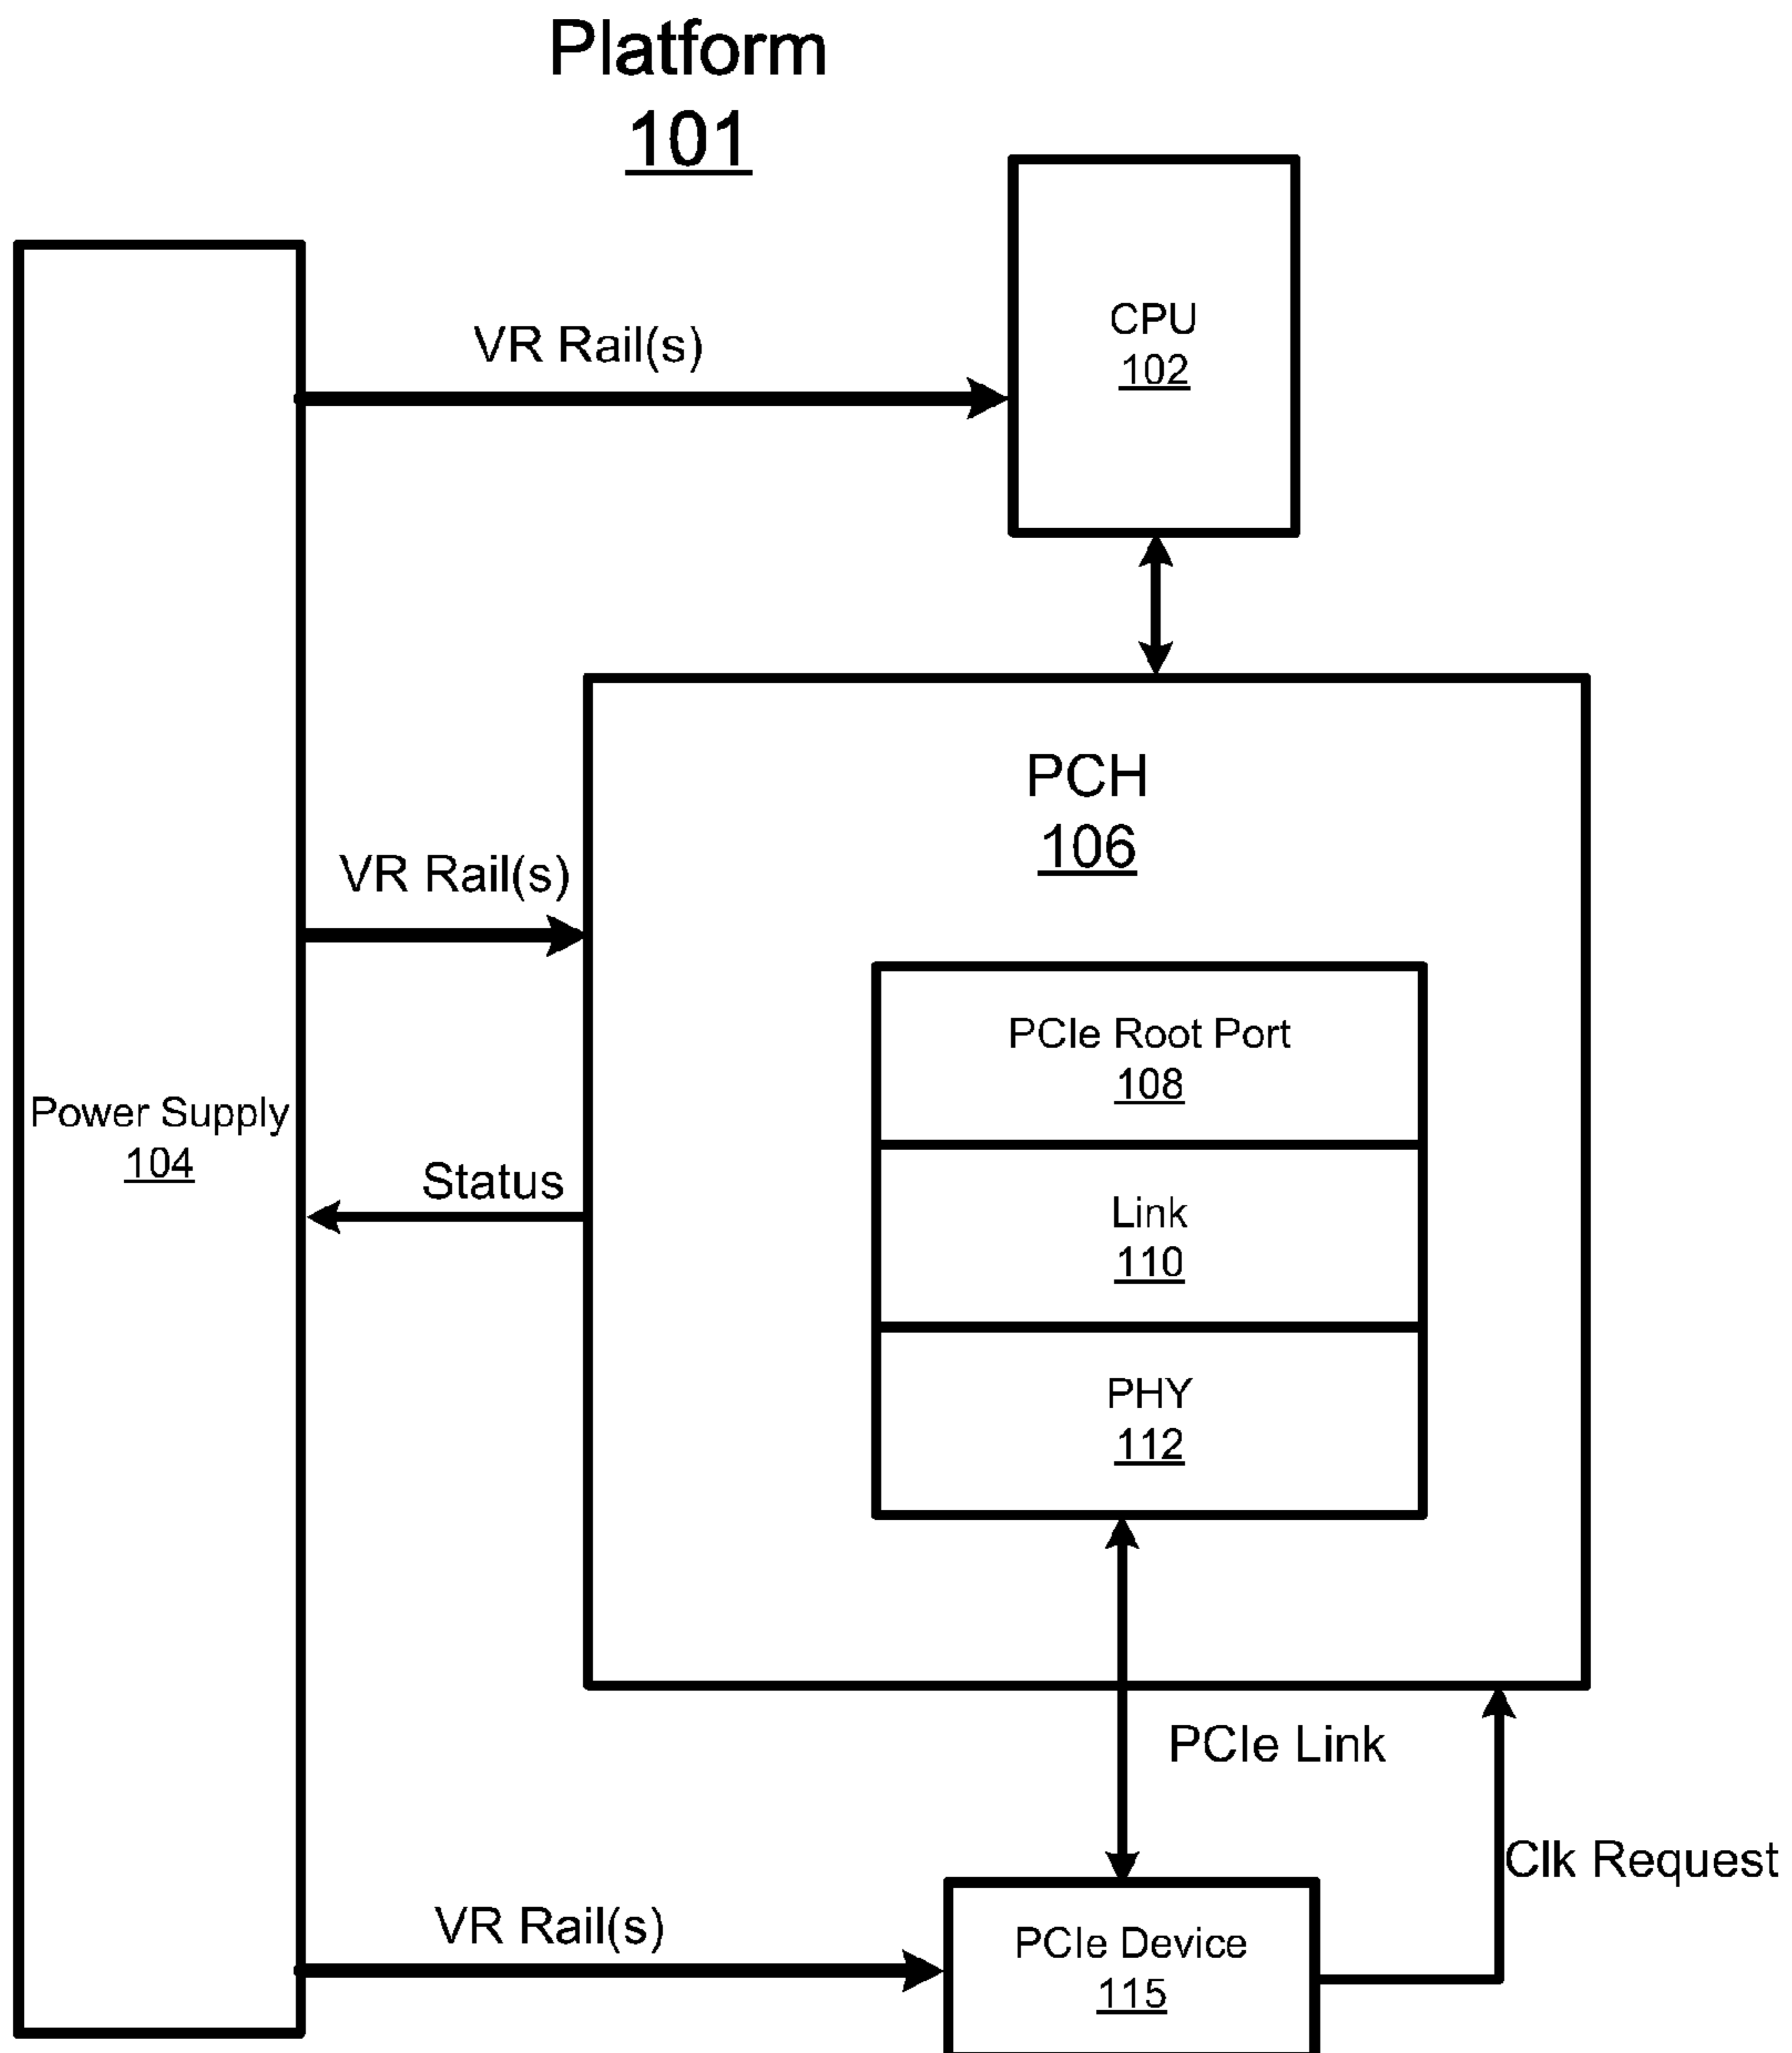 Platform
101
CPU
102
VR Rail(s)
PCH
106
VR Rail(s)
PCIe Root Port
108
Power Supply
104
Status
Link
110
PHY
112
PCIe Link
Clk Request
VR Rail(s)
PCIe Device
115